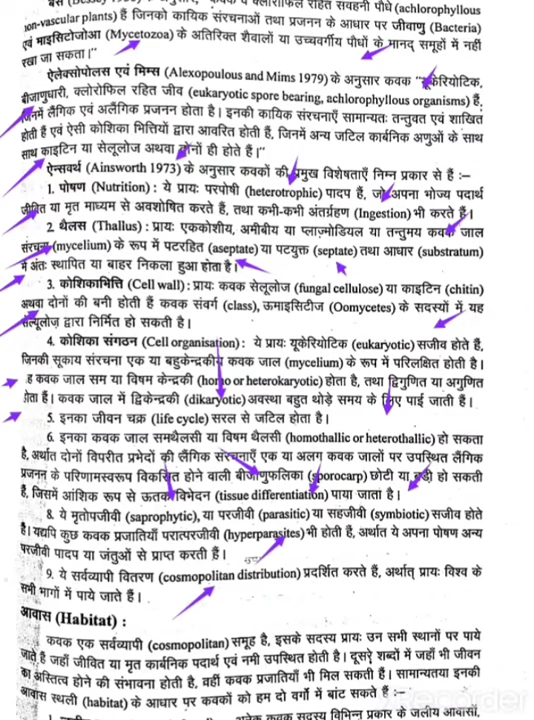 (Bessey के अनुसार, कवक व क्लोरोफिल रहित सवहनी पौधे (achlorophyllous
non-vascular plants) हैं जिनको कायिक संरचनाओं तथा प्रजनन के आधार पर जीवाणु (Bacteria)
एवं माइसिटोजोआ (Mycetozoa) के अतिरिक्त शैवालों या उच्चवर्गीय पौधों के मानद् समूहों में नहीं
रखा जा सकता।"
ऐलेक्सोपोलस एवं मिम्स (Alexopoulous and Mims 1979) के अनुसार कवक "यूकेरियोटिक,
बीजाणुधारी, क्लोरोफिल रहित जीव (eukaryotic spore bearing, achlorophyllous organisms) हैं,
जिनमें लैंगिक एवं अलैंगिक प्रजनन होता है। इनकी कायिक संरचनाएँ सामान्यतः तन्तुवत एवं शाखित
होती हैं एवं ऐसी कोशिका भित्तियों द्वारा आवरित होती हैं, जिनमें अन्य जटिल कार्बनिक अणुओं के साथ
साथ काइटिन या सेलूलोज अथवा दोनों ही होते हैं।"
ऐन्सवर्थ (Ainsworth 1973) के अनुसार कवकों की प्रमुख विशेषताएँ निम्न प्रकार से हैं :–
1. पोषण (Nutrition) : ये प्रायः परपोषी (heterotrophic) पादप हैं, जो अपना भोज्य पदार्थ
जीवित या मृत माध्यम से अवशोषित करते हैं, तथा कभी-कभी अंतर्ग्रहण (Ingestion) भी करते हैं।
2. थैलस (Thallus) : प्रायः एककोशीय, अमीबीय या प्लाज़्मोडियल या तन्तुमय कवक जाल
संरचना (mycelium) के रूप में पटरहित (aseptate) या पटयुक्त (septate) तथा आधार (substratum)
में अंतः स्थापित या बाहर निकला हुआ होता है।
3. कोशिकाभित्ति (Cell wall) : प्रायः कवक सेलूलोज (fungal cellulose) या काइटिन (chitin)
अथवा दोनों की बनी होती हैं कवक संवर्ग (class), ऊमाइसिटीज (Oomycetes) के सदस्यों में यह
सेल्यूलोज़ द्वारा निर्मित हो सकती है।
4. कोशिका संगठन (Cell organisation) : ये प्रायः यूकेरियोटिक (eukaryotic) सजीव होते हैं,
जिनकी सूकाय संरचना एक या बहुकेन्द्रकीय कवक जाल (mycelium) के रूप में परिलक्षित होती है।
ह कवक जाल सम या विषम केन्द्रकी (homo or heterokaryotic) होता है, तथा द्विगुणित या अगुणित
होता हैं। कवक जाल में द्विकेन्द्रकी (dikaryotic) अवस्था बहुत थोड़े समय के लिए पाई जाती हैं।
5. इनका जीवन चक्र (life cycle) सरल से जटिल होता है।
6. इनका कवक जाल समथैलसी या विषम थैलसी (homothallic or heterothallic) हो सकता
है, अर्थात दोनों विपरीत प्रभेदों की लैंगिक संरचनाएँ एक या अलग कवक जालों पर उपस्थित लैंगिक
प्रजनन के परिणामस्वरूप विकसित होने वाली बीजाणुफलिका (sporocarp) छोटी या बड़ी हो सकती
हैं, जिसमें आंशिक रूप से ऊतक विभेदन (tissue differentiation) पाया जाता है।
8. ये मृतोपजीवी (saprophytic), या परजीवी (parasitic) या सहजीवी (symbiotic) सजीव होते
हैं। यद्यपि कुछ कवक प्रजातियाँ परात्परजीवी (hyperparasites) भी होती हैं, अर्थात ये अपना पोषण अन्य
परजीवी पादप या जंतुओं से प्राप्त करती हैं।
9. ये सर्वव्यापी वितरण (cosmopolitan distribution) प्रदर्शित करते हैं, अर्थात् प्रायः विश्व के
सभी भागों में पाये जाते हैं।
आवास (Habitat) :
कवक एक सर्वव्यापी (cosmopolitan) समूह है, इसके सदस्य प्रायः उन सभी स्थानों पर पाये
जाते हैं जहाँ जीवित या मृत कार्बनिक पदार्थ एवं नमी उपस्थित होती है। दूसरे शब्दों में जहाँ भी जीवन
का अस्तित्व होने की संभावना होती है, वहीं कवक प्रजातियाँ भी मिल सकती हैं। सामान्यतया इनकी
आवास स्थली (habitat) के आधार पर कवकों को हम दो वर्गों में बांट सकते हैं :–
अनेक कवक सदस्य विभिन्न प्रकार के जलीय आवासों,